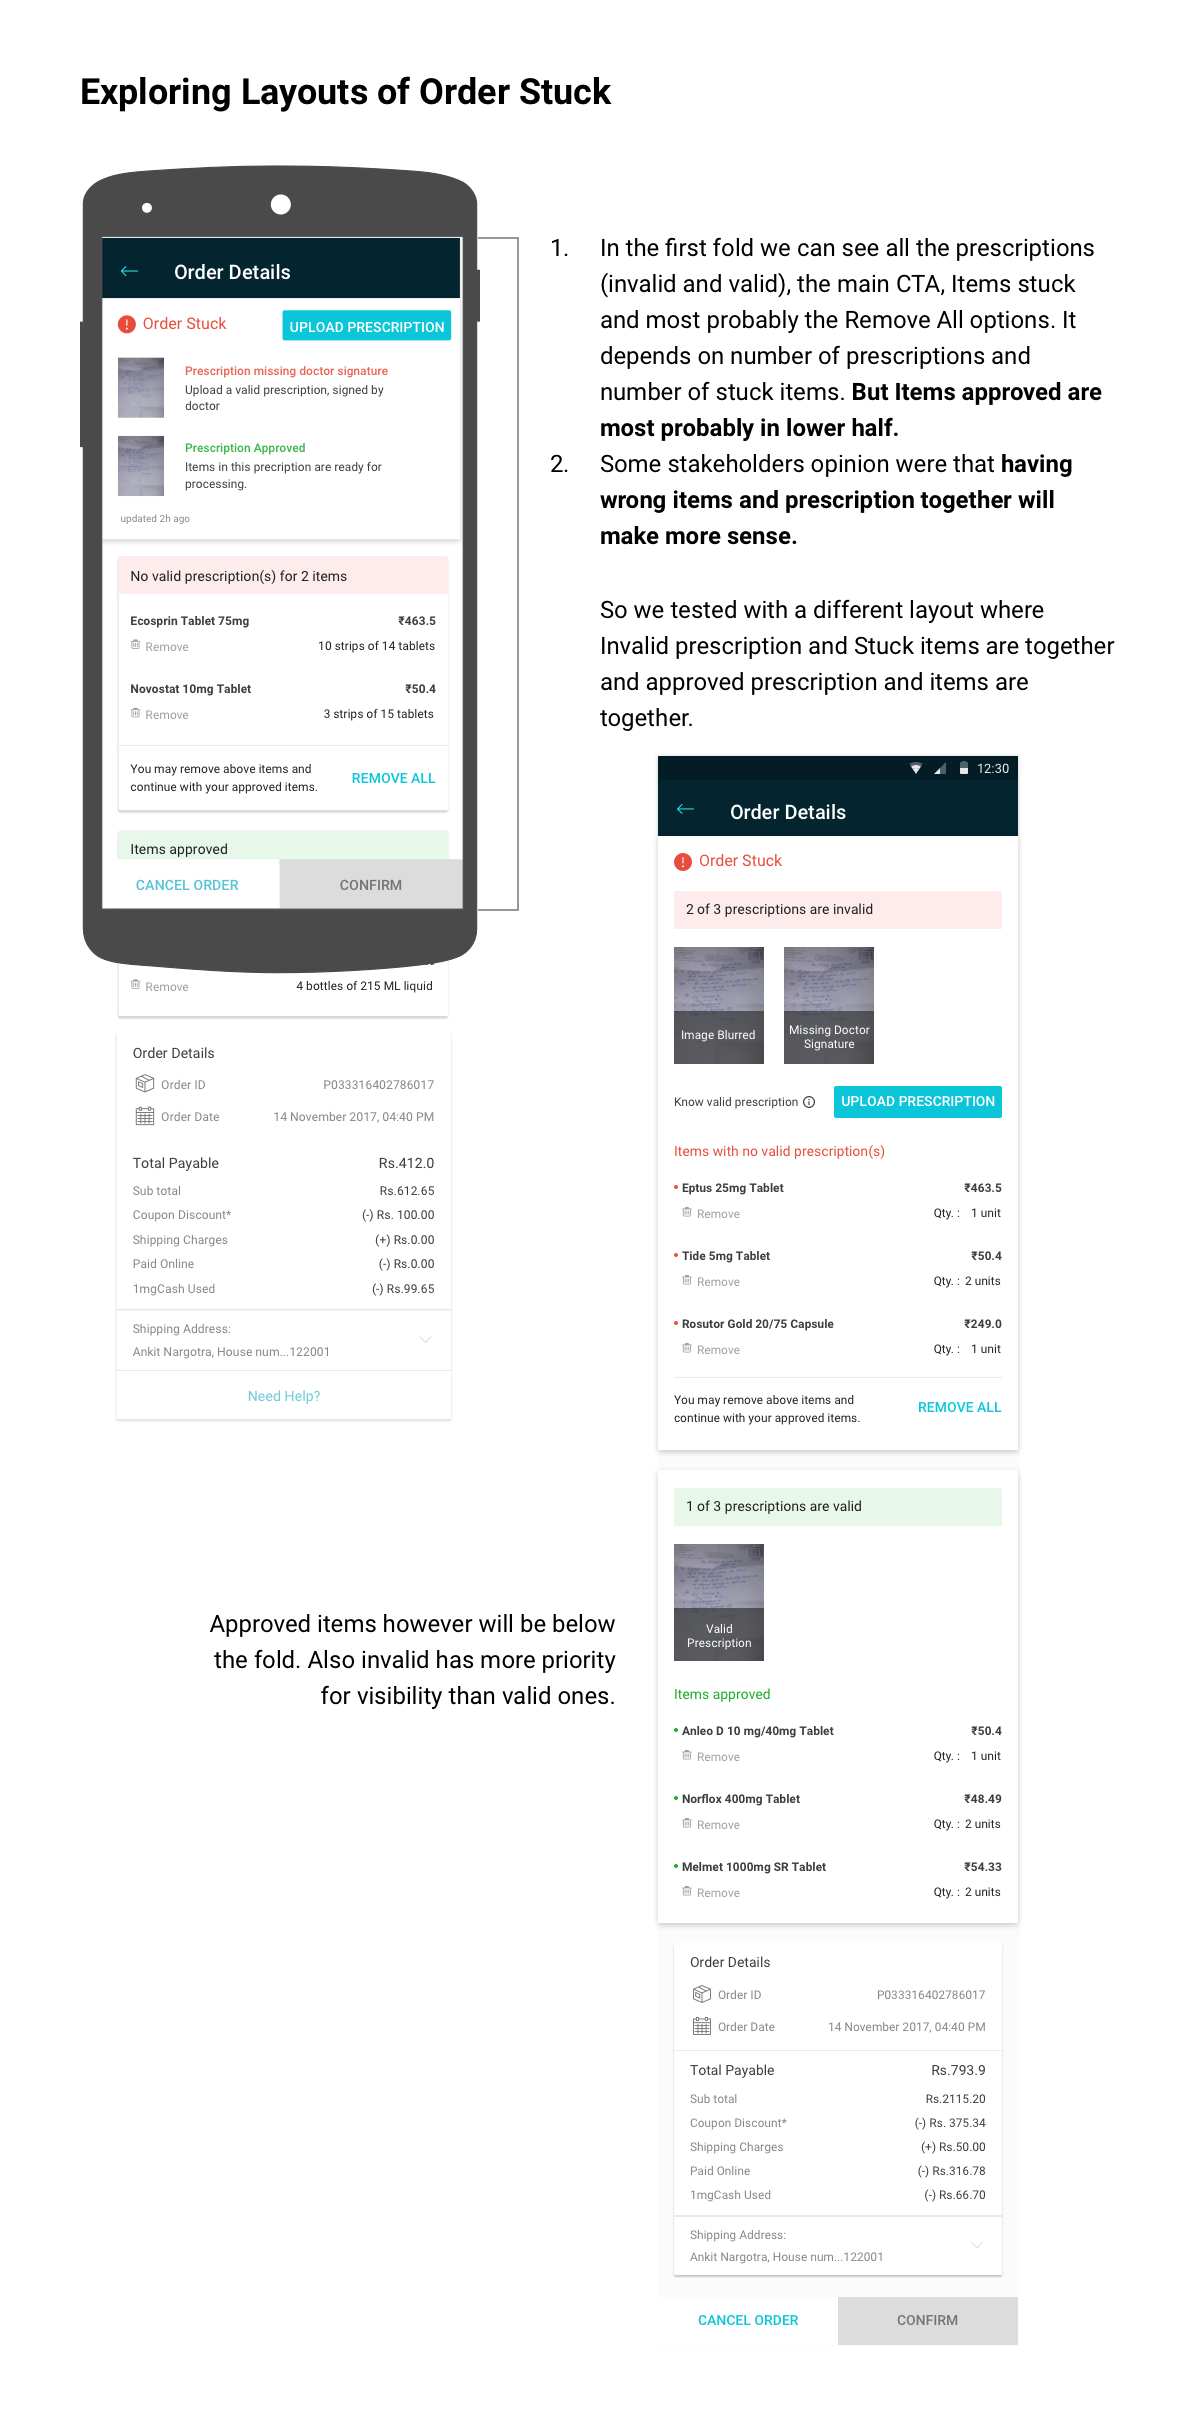 Exploring Layouts of Order Stuck
Order Details
Order Stuck
UPLOAD PRESCRIPTION
Prescription missing doctor signature
Upload a valid prescription, signed by
doctor
Prescription Approved
Items in this precription are ready for
processing.
updated 2h ago
No valid prescription(s) for 2 items
Ecosprin Tablet 75mg ₹463.5
Remove 10 strips of 14 tablets
Novostat 10mg Tablet ₹50.4
Remove 3 strips of 15 tablets
You may remove above items and
continue with your approved items.
REMOVE ALL
Items approved
CANCEL ORDER CONFIRM
Remove 4 bottles of 215 ML liquid
Order Details
Order ID P033316402786017
Order Date 14 November 2017, 04:40 PM
Total Payable Rs.412.0
Sub total Rs.612.65
Coupon Discount* (-) Rs. 100.00
Shipping Charges (+) Rs.0.00
Paid Online (-) Rs.0.00
1mgCash Used (-) Rs.99.65
Shipping Address:
Ankit Nargotra, House num...122001
Need Help?
1. In the first fold we can see all the prescriptions
(invalid and valid), the main CTA, Items stuck
and most probably the Remove All options. It
depends on number of prescriptions and
number of stuck items. But Items approved are
most probably in lower half.
2. Some stakeholders opinion were that having
wrong items and prescription together will
make more sense.
So we tested with a different layout where
Invalid prescription and Stuck items are together
and approved prescription and items are
together.
12:30
Order Details
Order Stuck
2 of 3 prescriptions are invalid
Image Blurred
Missing Doctor
Signature
Know valid prescription
UPLOAD PRESCRIPTION
Items with no valid prescription(s)
• Eptus 25mg Tablet ₹463.5
Remove Qty. : 1 unit
• Tide 5mg Tablet ₹50.4
Remove Qty. : 2 units
• Rosutor Gold 20/75 Capsule ₹249.0
Remove Qty. : 1 unit
You may remove above items and
continue with your approved items.
REMOVE ALL
1 of 3 prescriptions are valid
Valid
Prescription
Items approved
• Anleo D 10 mg/40mg Tablet ₹50.4
Remove Qty. : 1 unit
• Norflox 400mg Tablet ₹48.49
Remove Qty. : 2 units
• Melmet 1000mg SR Tablet ₹54.33
Remove Qty. : 2 units
Order Details
Order ID P033316402786017
Order Date 14 November 2017, 04:40 PM
Total Payable Rs.793.9
Sub total Rs.2115.20
Coupon Discount* (-) Rs. 375.34
Shipping Charges (+) Rs.50.00
Paid Online (-) Rs.316.78
1mgCash Used (-) Rs.66.70
Shipping Address:
Ankit Nargotra, House num...122001
CANCEL ORDER CONFIRM
Approved items however will be below
the fold. Also invalid has more priority
for visibility than valid ones.